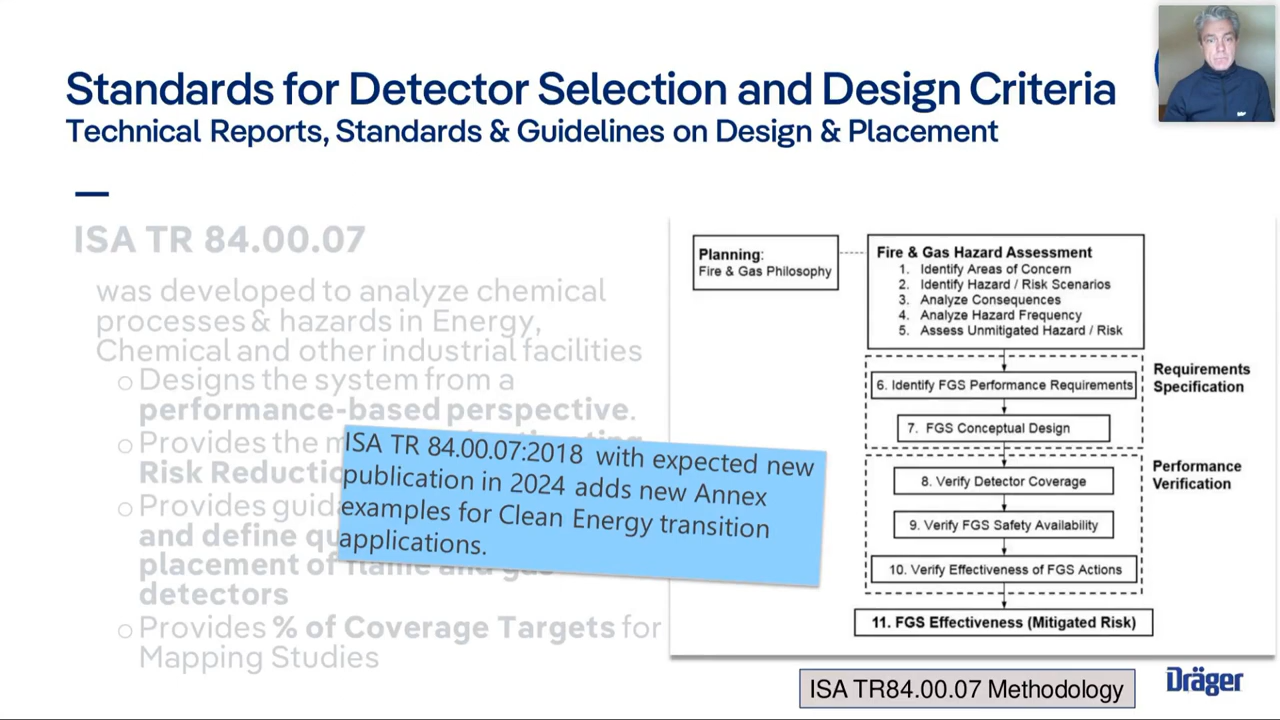 Standards for Detector Selection and Design Criteria
Technical Reports, Standards & Guidelines on Design & Placement
ISA TR 84.00.07
was developed to analyze chemical
processes & hazards in Energy,
Chemical and other industrial facilities
Designs the system from a
performance-based perspective.
Provides the
Risk
Provides
and define
placement of flame and gas
detectors
Provides % of Coverage Targets for
Mapping Studies
ISA TR 84.00.07:2018 with expected new
publication in 2024 adds new Annex
examples for Clean Energy transition
applications.
Planning:
Fire & Gas Philosophy
Fire & Gas Hazard Assessment
1. Identify Areas of Concern
2. Identify Hazard / Risk Scenarios
3. Analyze Consequences
4. Analyze Hazard Frequency
5. Assess Unmitigated Hazard / Risk
6. Identify FGS Performance Requirements
7. FGS Conceptual Design
Requirements
Specification
8. Verify Detector Coverage
9. Verify FGS Safety Availability
10. Verify Effectiveness of FGS Actions
Performance
Verification
11. FGS Effectiveness (Mitigated Risk)
ISA TR84.00.07 Methodology
Dräger